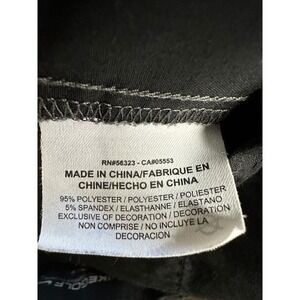 RN#56323 - CA#05553
MADE IN CHINA/FABRIQUE EN
CHINE/HECHO EN CHINA
95% POLYESTER / POLYESTER / POLIESTER
5% SPANDEX / ELASTHANNE / ELASTANO
EXCLUSIVE OF DECORATION / DECORATION
NON COMPRISE / NO INCLUYE LA
DECORACION